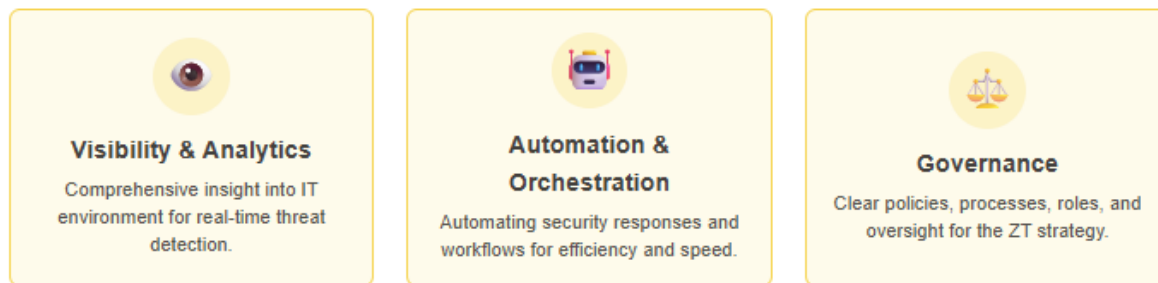 Visibility & Analytics
Comprehensive insight into IT
environment for real-time threat
detection.
Automation &
Orchestration
Automating security responses and
workflows for efficiency and speed.
Governance
Clear policies, processes, roles, and
oversight for the ZT strategy.